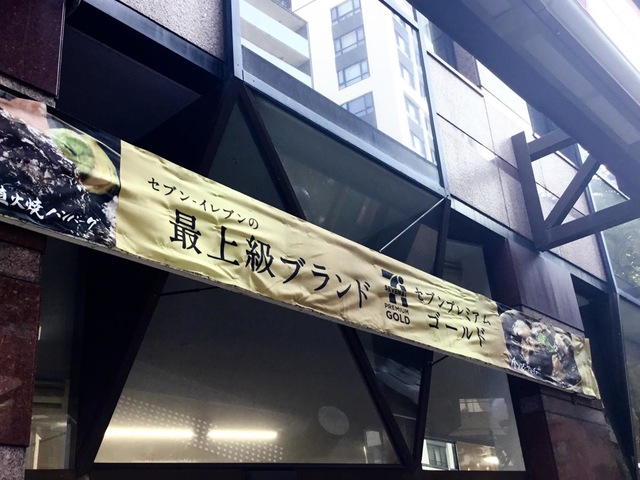 火焼ハンバーグ
セブン-イレブンの
最上級ブランド
PREMIUM
GOLD
セブンプレミアム
ゴールド